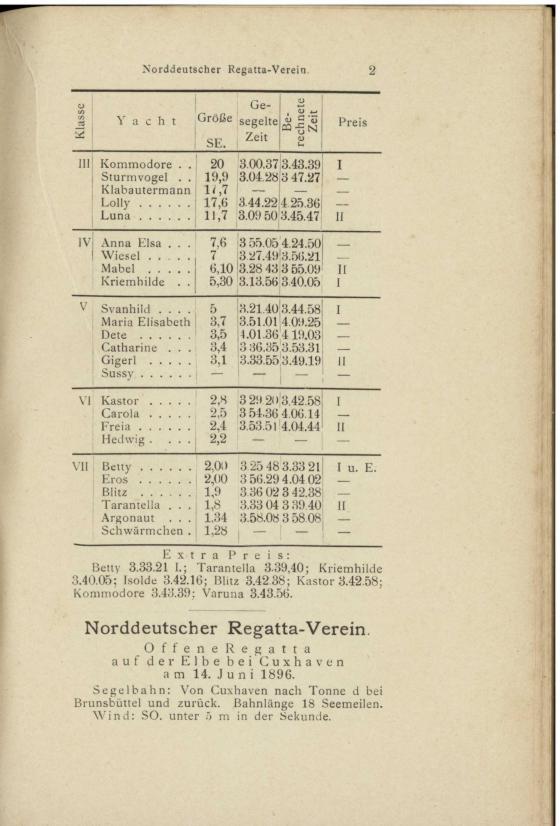 Norddeutscher Regatta-Verein. 2
Klasse Yacht Größe SE. Ge-segelte Zeit Be-rechnete Zeit Preis
III Kommodore . . 20 3.00.37 3.43.39 I
Sturmvogel . . 19,9 3.04.28 3 47.27 —
Klabautermann 17,7 — — —
Lolly . . . . . . 17,6 3.44.22 4 25.36 —
Luna . . . . . . 11,7 3.09 50 3.45.47 II
IV Anna Elsa . . . 7,6 3 55.05 4.24.50 —
Wiesel . . . . . 7 3.27.49 3.56.21 —
Mabel . . . . . 6,10 3.28 43 3 55.09 II
Kriemhilde . . 5,30 3.13.56 3.40.05 I
V Svanhild . . . . 5 3.21.40 3.44.58 I
Maria Elisabeth 3,7 3.51.01 4.09.25 —
Dete . . . . . . 3,5 4.01.36 4 19.03 —
Catharine . . . 3,4 3 36.35 3.53.31 —
Gigerl . . . . . 3,1 3.33.55 3.49.19 II
Sussy . . . . . . — — — —
VI Kastor . . . . . 2,8 3 29 20 3.42.58 I
Carola . . . . . 2,5 3 54.36 4.06.14 —
Freia . . . . . . 2,4 3.53.51 4.04.44 II
Hedwig . . . . 2,2 — — —
VII Betty . . . . . . 2,00 3 25 48 3.33 21 I u. E.
Eros . . . . . . 2,00 3 56.29 4.04 02 —
Blitz . . . . . . 1,9 3.36 02 3 42.38 —
Tarantella . . . 1,8 3.33 04 3 39.40 II
Argonaut . . . 1.34 3.58.08 3 58.08 —
Schwärmchen . 1,28 — — —
Extra Preis:
Betty 3.33.21 I.; Tarantella 3.39,40; Kriemhilde
3.40.05; Isolde 3.42.16; Blitz 3.42.38; Kastor 3.42.58;
Kommodore 3.43.39; Varuna 3.43.56.
Norddeutscher Regatta-Verein.
Offene Regatta
auf der Elbe bei Cuxhaven
am 14. Juni 1896.
Segelbahn: Von Cuxhaven nach Tonne d bei
Brunsbüttel und zurück. Bahnlänge 18 Seemeilen.
Wind: SO. unter 5 m in der Sekunde.